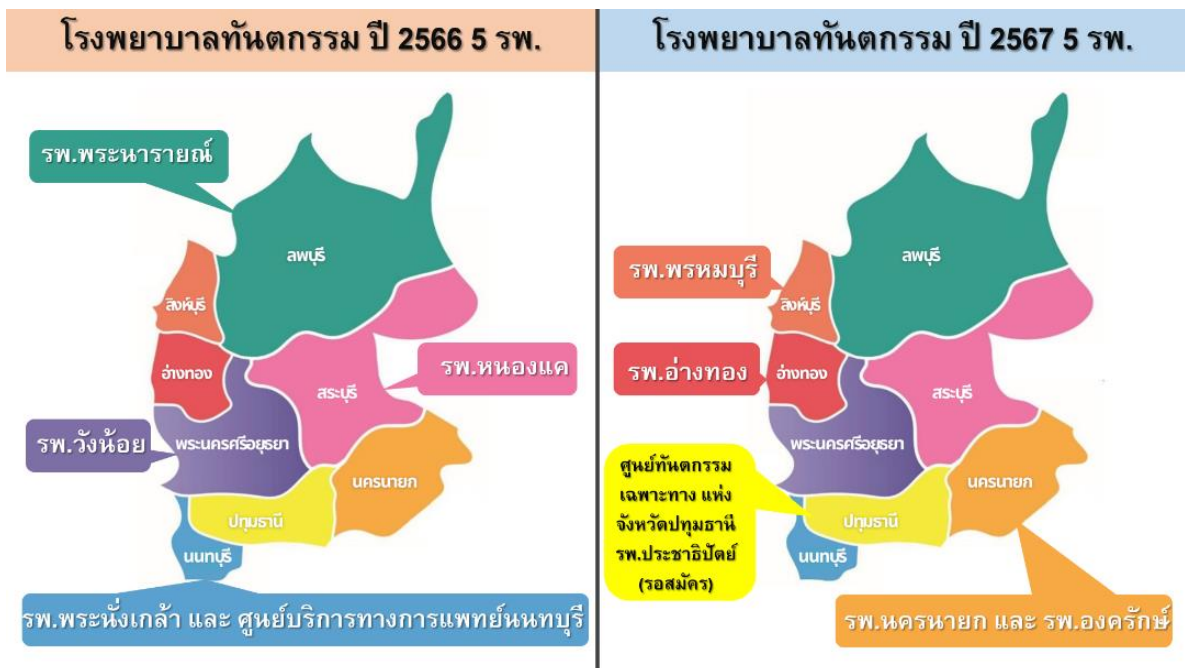 โรงพยาบาลทันตกรรม ปี 2566 5 รพ.
รพ.พระนารายณ์
ลพบุรี
สิงห์บุรี
อ่างทอง
สระบุรี
รพ.หนองแค
รพ.วังน้อย
พระนครศรีอยุธยา
นครนายก
ปทุมธานี
นนทบุรี
รพ.พระนั่งเกล้า และ ศูนย์บริการทางการแพทย์นนทบุรี
โรงพยาบาลทันตกรรม ปี 2567 5 รพ.
ลพบุรี
รพ.พรหมบุรี
สิงห์บุรี
รพ.อ่างทอง
อ่างทอง
สระบุรี
พระนครศรีอยุธยา
ศูนย์ทันตกรรม
เฉพาะทาง แห่ง
จังหวัดปทุมธานี
รพ.ประชาธิปัตย์
(รอสมัคร)
นครนายก
ปทุมธานี
นนทบุรี
รพ.นครนายก และ รพ.องครักษ์